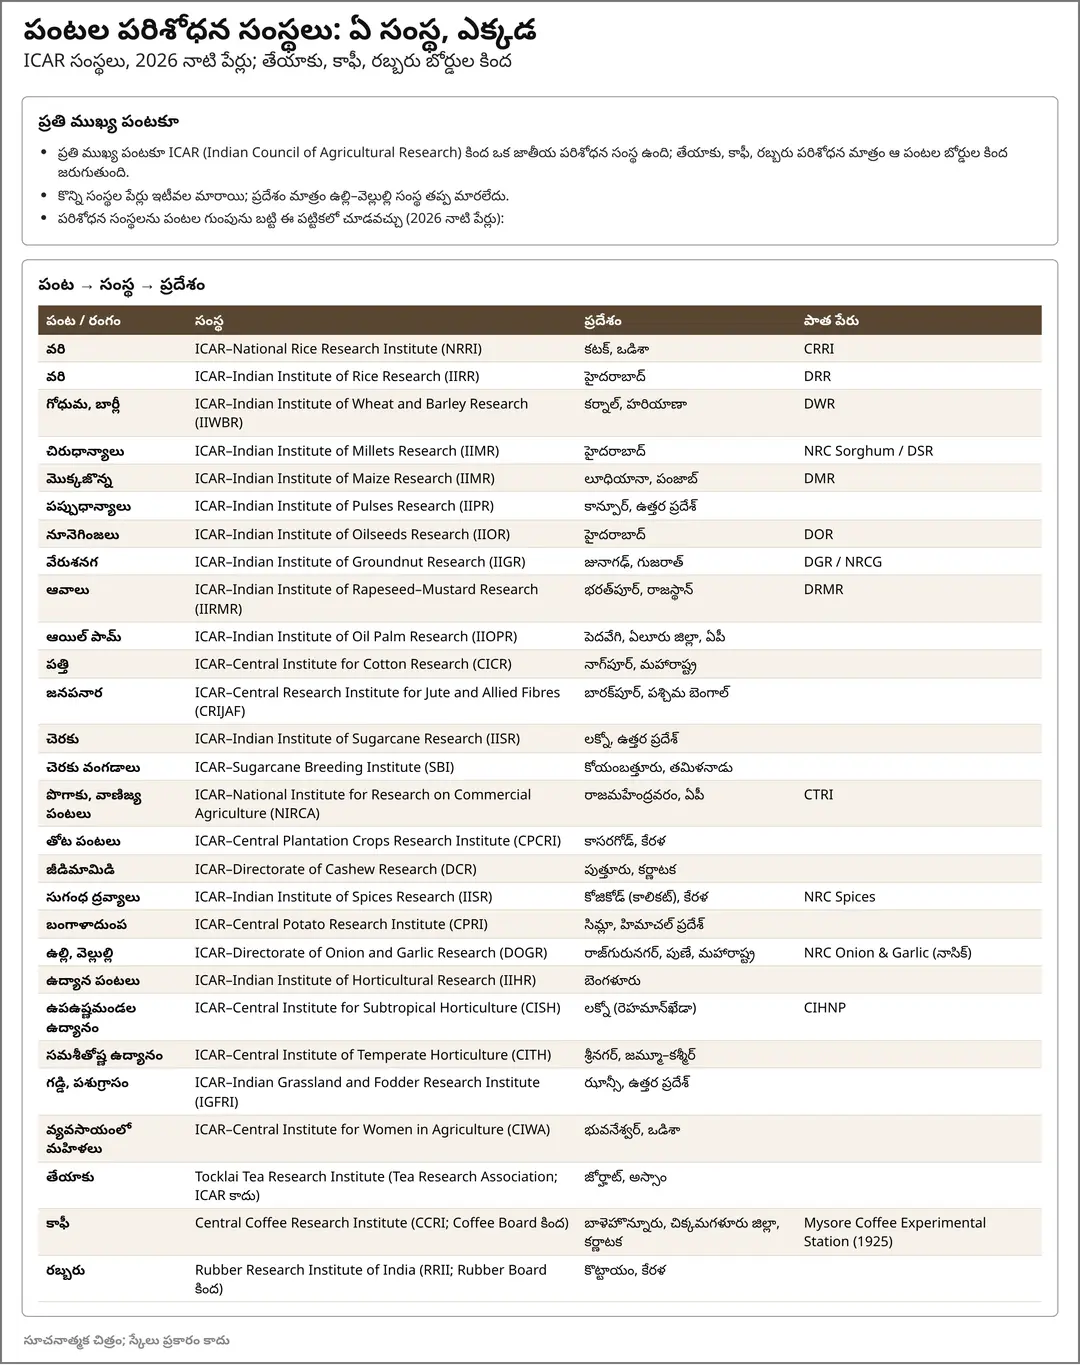 పంటల పరిశోధన సంస్థలు: ఏ సంస్థ, ఎక్కడ
ICAR సంస్థలు, 2026 నాటి పేర్లు; తేయాకు, కాఫీ, రబ్బరు బోర్డుల కింద
ప్రతి ముఖ్య పంటకూ
• ప్రతి ముఖ్య పంటకూ ICAR (Indian Council of Agricultural Research) కింద ఒక జాతీయ పరిశోధన సంస్థ ఉంది; తేయాకు, కాఫీ, రబ్బరు పరిశోధన మాత్రం ఆ పంటల బోర్డుల కింద
జరుగుతుంది.
• కొన్ని సంస్థల పేర్లు ఇటీవల మారాయి; ప్రదేశం మాత్రం ఉల్లి–వెల్లుల్లి సంస్థ తప్ప మారలేదు.
• పరిశోధన సంస్థలను పంటల గుంపును బట్టి ఈ పట్టికలో చూడవచ్చు (2026 నాటి పేర్లు):
పంట → సంస్థ → ప్రదేశం
పంట / రంగం సంస్థ ప్రదేశం పాత పేరు
వరి ICAR–National Rice Research Institute (NRRI) కటక్, ఒడిశా CRRI
వరి ICAR–Indian Institute of Rice Research (IIRR) హైదరాబాద్ DRR
గోధుమ, బార్లీ ICAR–Indian Institute of Wheat and Barley Research కర్నాల్, హరియాణా DWR
(IIWBR)
చిరుధాన్యాలు ICAR–Indian Institute of Millets Research (IIMR) హైదరాబాద్ NRC Sorghum / DSR
మొక్కజొన్న ICAR–Indian Institute of Maize Research (IIMR) లూధియానా, పంజాబ్ DMR
పప్పుధాన్యాలు ICAR–Indian Institute of Pulses Research (IIPR) కాన్పూర్, ఉత్తర ప్రదేశ్
నూనెగింజలు ICAR–Indian Institute of Oilseeds Research (IIOR) హైదరాబాద్ DOR
వేరుశనగ ICAR–Indian Institute of Groundnut Research (IIGR) జునాగఢ్, గుజరాత్ DGR / NRCG
ఆవాలు ICAR–Indian Institute of Rapeseed–Mustard Research భరత్‌పూర్, రాజస్థాన్ DRMR
(IIRMR)
ఆయిల్ పామ్ ICAR–Indian Institute of Oil Palm Research (IIOPR) పెదవేగి, ఏలూరు జిల్లా, ఏపీ
పత్తి ICAR–Central Institute for Cotton Research (CICR) నాగ్‌పూర్, మహారాష్ట్ర
జనపనార ICAR–Central Research Institute for Jute and Allied Fibres బారక్‌పూర్, పశ్చిమ బెంగాల్
(CRIJAF)
చెరకు ICAR–Indian Institute of Sugarcane Research (IISR) లక్నో, ఉత్తర ప్రదేశ్
చెరకు వంగడాలు ICAR–Sugarcane Breeding Institute (SBI) కోయంబత్తూరు, తమిళనాడు
పొగాకు, వాణిజ్య ICAR–National Institute for Research on Commercial రాజమహేంద్రవరం, ఏపీ CTRI
పంటలు Agriculture (NIRCA)
తోట పంటలు ICAR–Central Plantation Crops Research Institute (CPCRI) కాసరగోడ్, కేరళ
జీడిమామిడి ICAR–Directorate of Cashew Research (DCR) పుత్తూరు, కర్ణాటక
సుగంధ ద్రవ్యాలు ICAR–Indian Institute of Spices Research (IISR) కోజికోడ్ (కాలికట్), కేరళ NRC Spices
బంగాళాదుంప ICAR–Central Potato Research Institute (CPRI) సిమ్లా, హిమాచల్ ప్రదేశ్
ఉల్లి, వెల్లుల్లి ICAR–Directorate of Onion and Garlic Research (DOGR) రాజ్‌గురునగర్, పుణే, మహారాష్ట్ర NRC Onion & Garlic (నాసిక్)
ఉద్యాన పంటలు ICAR–Indian Institute of Horticultural Research (IIHR) బెంగళూరు
ఉపఉష్ణమండల ICAR–Central Institute for Subtropical Horticulture (CISH) లక్నో (రెహమాన్‌ఖేడా) CIHNP
ఉద్యానం
సమశీతోష్ణ ఉద్యానం ICAR–Central Institute of Temperate Horticulture (CITH) శ్రీనగర్, జమ్మూ–కశ్మీర్
గడ్డి, పశుగ్రాసం ICAR–Indian Grassland and Fodder Research Institute ఝాన్సీ, ఉత్తర ప్రదేశ్
(IGFRI)
వ్యవసాయంలో ICAR–Central Institute for Women in Agriculture (CIWA) భువనేశ్వర్, ఒడిశా
మహిళలు
తేయాకు Tocklai Tea Research Institute (Tea Research Association; జోర్హాట్, అస్సాం
ICAR కాదు)
కాఫీ Central Coffee Research Institute (CCRI; Coffee Board కింద) బాళెహొన్నూరు, చిక్కమగళూరు జిల్లా, Mysore Coffee Experimental
కర్ణాటక Station (1925)
రబ్బరు Rubber Research Institute of India (RRII; Rubber Board కొట్టాయం, కేరళ
కింద)
సూచనాత్మక చిత్రం; స్కేలు ప్రకారం కాదు